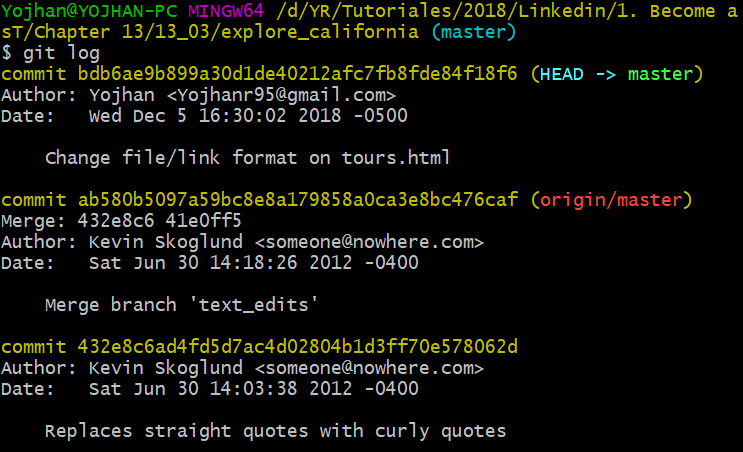 Yojhan@YOJHAN-PC MINGW64 /d/YR/Tutoriales/2018/Linkedin/1. Become a
sT/Chapter 13/13_03/explore_california (master)
$ git log
commit bdb6ae9b899a30d1de40212afc7fb8fde84f18f6 (HEAD -> master)
Author: Yojhan <Yojhanr95@gmail.com>
Date:   Wed Dec 5 16:30:02 2018 -0500
    Change file/link format on tours.html
commit ab580b5097a59bc8e8a179858a0ca3e8bc476caf (origin/master)
Merge: 432e8c6 41e0ff5
Author: Kevin Skoglund <someone@nowhere.com>
Date:   Sat Jun 30 14:18:26 2012 -0400
    Merge branch 'text_edits'
commit 432e8c6ad4fd5d7ac4d02804b1d3ff70e578062d
Author: Kevin Skoglund <someone@nowhere.com>
Date:   Sat Jun 30 14:03:38 2012 -0400
    Replaces straight quotes with curly quotes